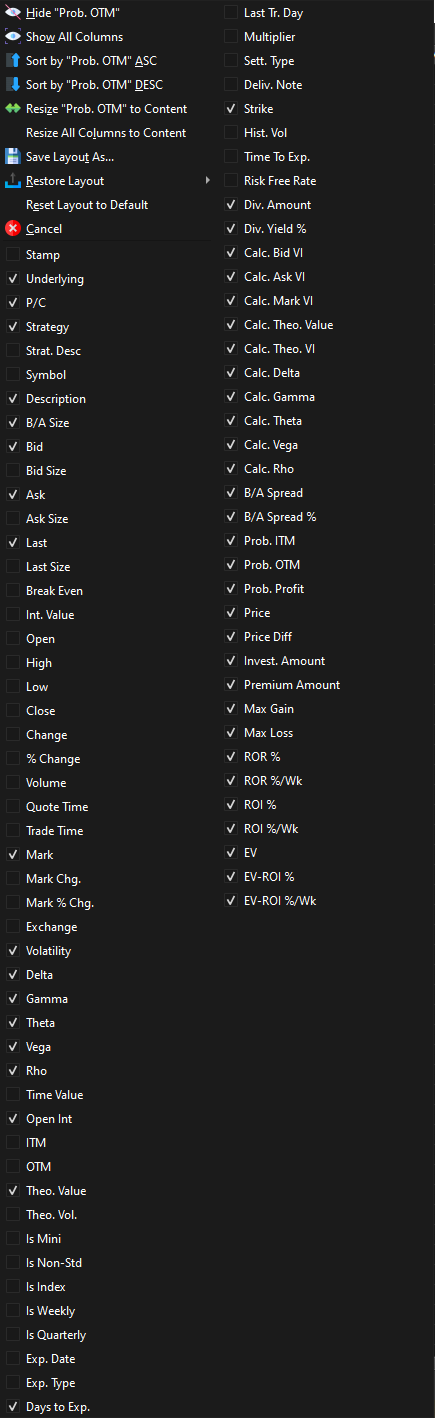 Hide "Prob. OTM"
Show All Columns
Sort by "Prob. OTM" ASC
Sort by "Prob. OTM" DESC
Resize "Prob. OTM" to Content
Resize All Columns to Content
Save Layout As...
Restore Layout
Reset Layout to Default
Cancel
Stamp
Underlying
P/C
Strategy
Strat. Desc
Symbol
Description
B/A Size
Bid
Bid Size
Ask
Ask Size
Last
Last Size
Break Even
Int. Value
Open
High
Low
Close
Change
% Change
Volume
Quote Time
Trade Time
Mark
Mark Chg.
Mark % Chg.
Exchange
Volatility
Delta
Gamma
Theta
Vega
Rho
Time Value
Open Int
ITM
OTM
Theo. Value
Theo. Vol.
Is Mini
Is Non-Std
Is Index
Is Weekly
Is Quarterly
Exp. Date
Exp. Type
Days to Exp.
Last Tr. Day
Multiplier
Sett. Type
Deliv. Note
Strike
Hist. Vol
Time To Exp.
Risk Free Rate
Div. Amount
Div. Yield %
Calc. Bid VI
Calc. Ask VI
Calc. Mark VI
Calc. Theo. Value
Calc. Theo. VI
Calc. Delta
Calc. Gamma
Calc. Theta
Calc. Vega
Calc. Rho
B/A Spread
B/A Spread %
Prob. ITM
Prob. OTM
Prob. Profit
Price
Price Diff
Invest. Amount
Premium Amount
Max Gain
Max Loss
ROR %
ROR %/Wk
ROI %
ROI %/Wk
EV
EV-ROI %
EV-ROI %/Wk